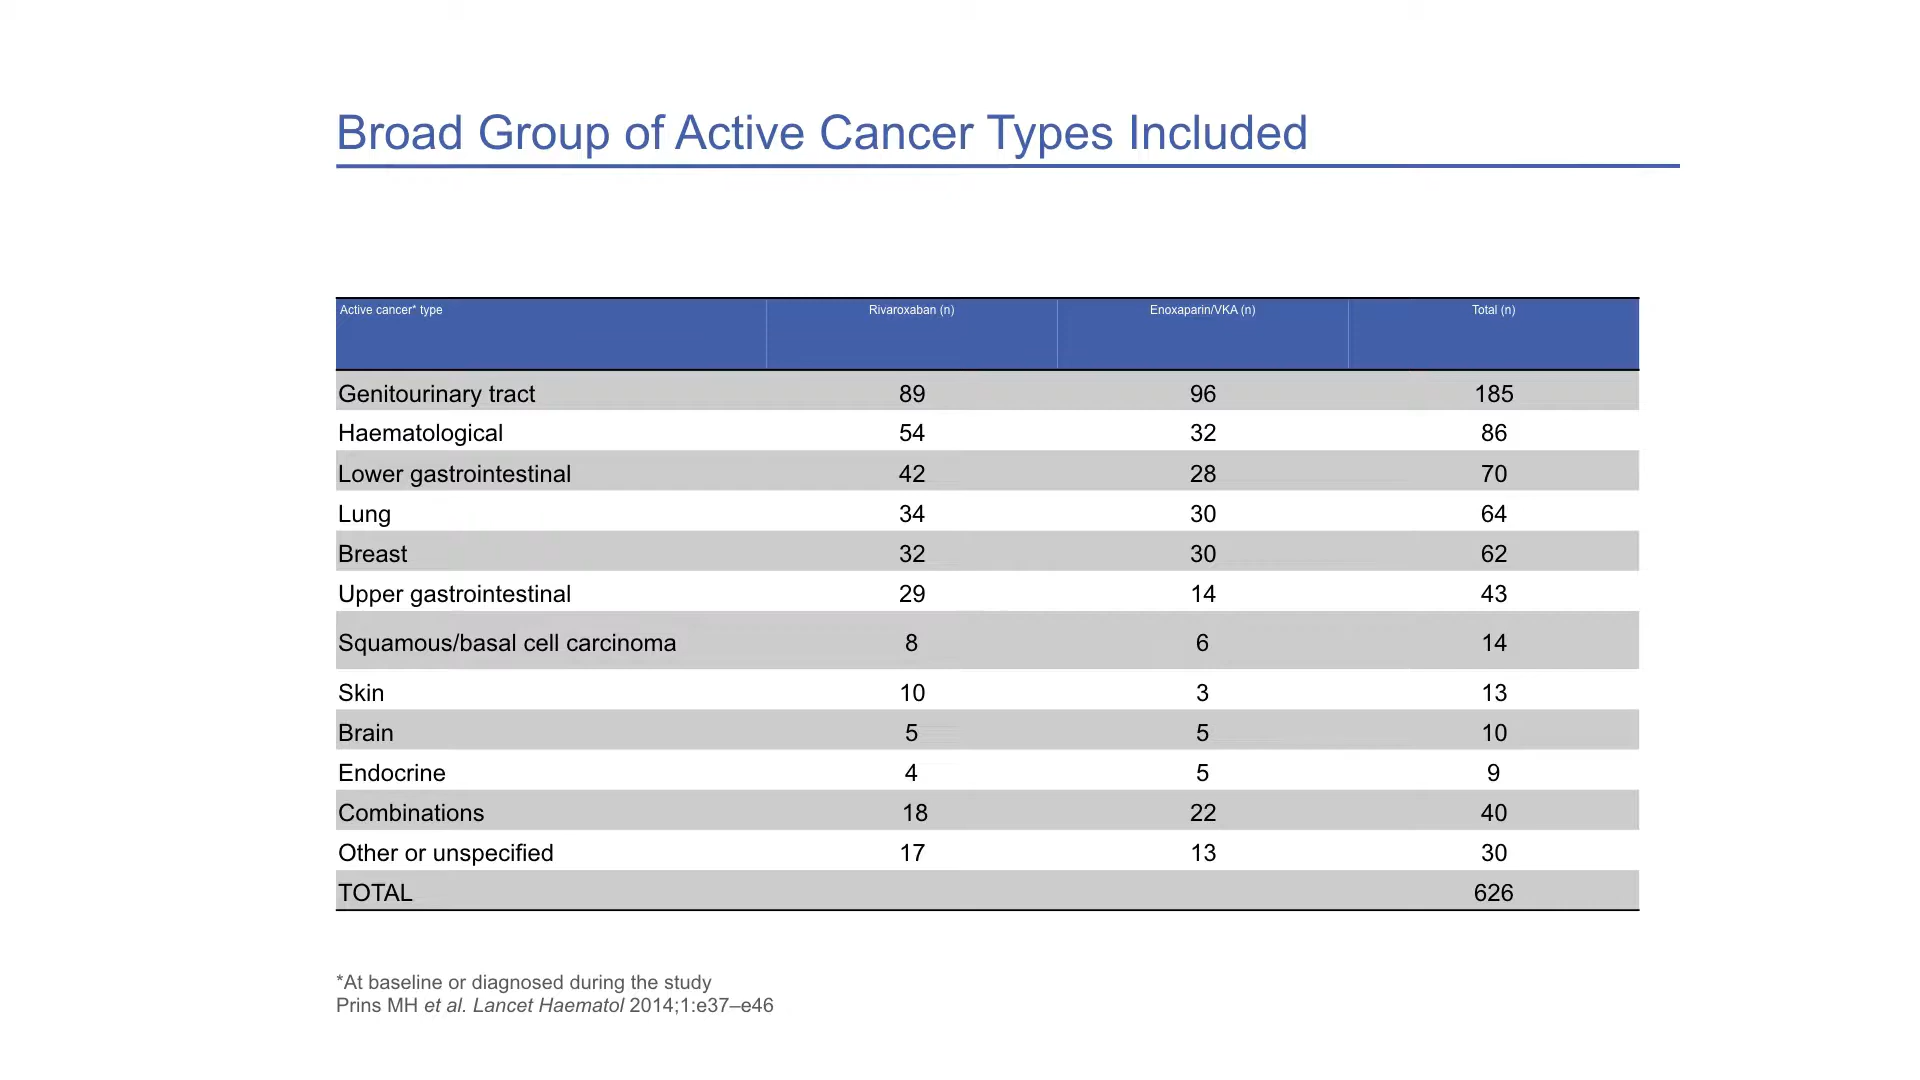 Broad Group of Active Cancer Types Included
Active cancer* type Rivaroxaban (n) Enoxaparin/VKA (n) Total (n)
Genitourinary tract 89 96 185
Haematological 54 32 86
Lower gastrointestinal 42 28 70
Lung 34 30 64
Breast 32 30 62
Upper gastrointestinal 29 14 43
Squamous/basal cell carcinoma 8 6 14
Skin 10 3 13
Brain 5 5 10
Endocrine 4 5 9
Combinations 18 22 40
Other or unspecified 17 13 30
TOTAL 626
*At baseline or diagnosed during the study
Prins MH et al. Lancet Haematol 2014;1:e37–e46